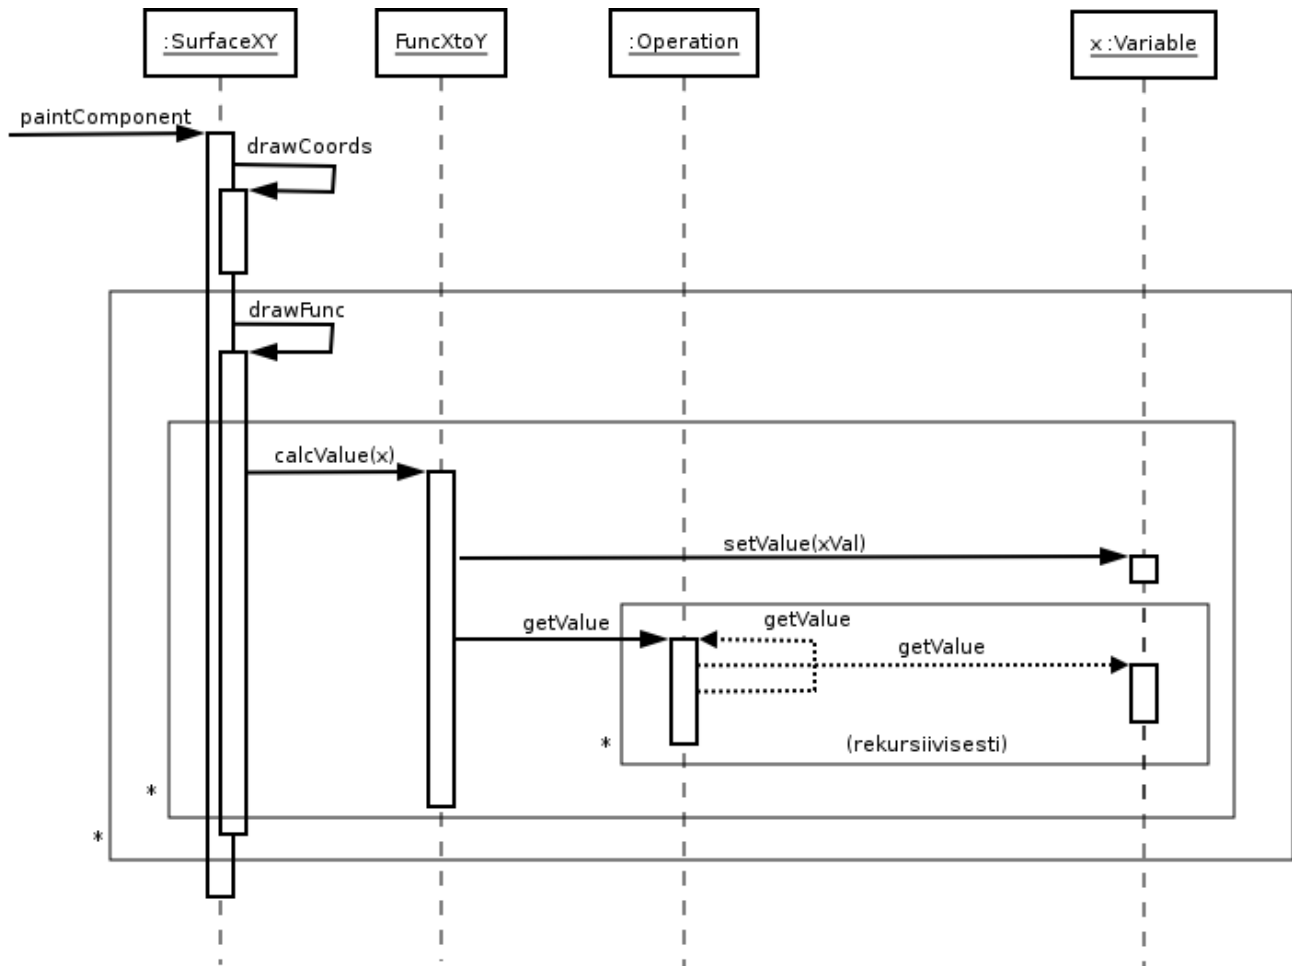 :SurfaceXY
FuncXtoY
:Operation
x :Variable
paintComponent
drawCoords
drawFunc
calcValue(x)
setValue(xVal)
getValue
getValue
getValue
(rekursiivisesti)
*
*
*